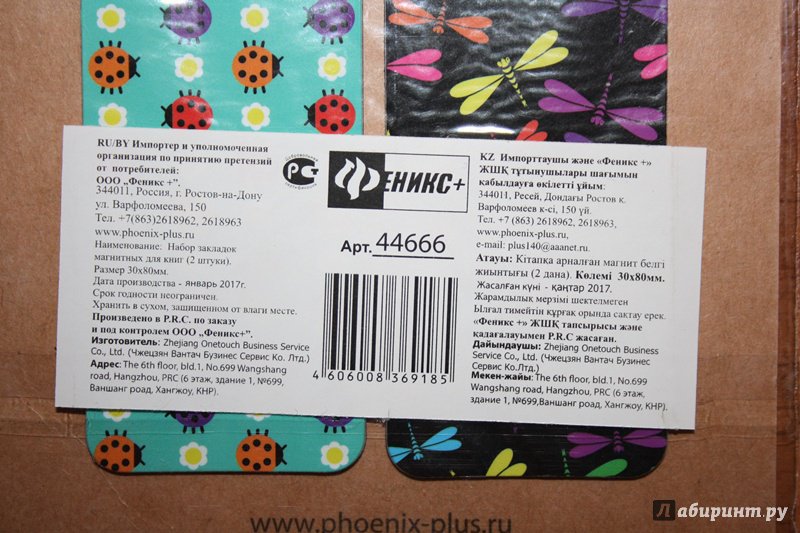 RU/BY Импортер и уполномоченная
организация по принятию претензий
от потребителей:
ООО „Феникс +".
344011, Россия, г. Ростов-на-Дону
ул. Варфоломеева, 150
Тел. +7(863)2618962, 2618963
www.phoenix-plus.ru
Наименование: Набор закладок
магнитных для книг (2 штуки).
Размер 30х80мм.
Дата производства - январь 2017г.
Срок годности неограничен.
Хранить в сухом, защищенном от влаги месте.
Произведено в P.R.C. по заказу
и под контролем ООО „Феникс+".
Изготовитель: Zhejiang Onetouch Business Service
Co., Ltd. (Чжецзян Вантач Бузинес Сервис Ко. Лтд.)
Адрес: The 6th floor, bld.1, No.699 Wangshang
road, Hangzhou, PRC (6 этаж, здание 1, №699,
Ваншанг роад, Хангжоу, КНР).
Добровольная
РСТ
сертификация
ФЕНИКС+
Арт. 44666
4 606008 369185
KZ Импорттаушы және «Феникс +»
ЖШҚ тұтынушылары шағымын
қабылдауға өкілетті ұйым:
344011, Ресей, Дондағы Ростов қ.
Варфоломеев к-сі, 150 үй.
Тел. +7 (863) 2618962, 2618963
www.phoenix-plus.ru,
e-mail: plus140@aaanet.ru.
Атауы: Кітапқа арналған магнит белгі
жиынтығы (2 дана). Көлемі 30х80мм.
Жасалған күні - қаңтар 2017.
Жарамдылық мерзімі шектелмеген
Ылғал тимейтін құрғақ орында сақтау ерек.
«Феникс +» ЖШҚ тапсырысы және
қадағалауымен P.R.C жасаған.
Дайындаушы: Zhejiang Onetouch Business
Service Co., Ltd. (Чжецзян Вантач Бузинес
Сервис Ко.Лтд.)
Мекен-жайы: The 6th floor, bld.1, No.699
Wangshang road, Hangzhou, PRC (6 этаж,
здание 1, №699,Ваншанг роад, Хангжоу, КНР).
www.phoenix-plus.ru
Лабиринт.ру